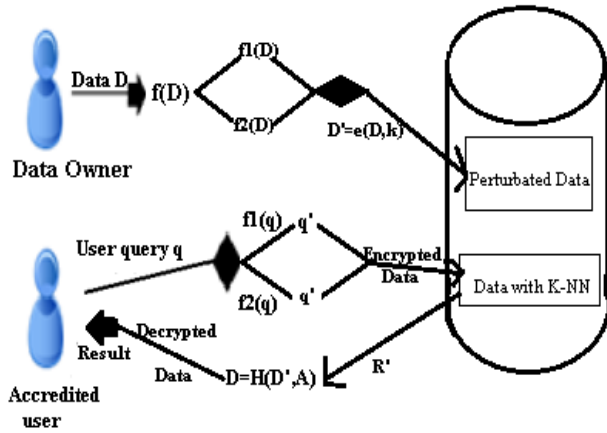 f1(D)
Data D
f(D)
f2(D)
D'=e(D,k)
Data Owner
Perturbated Data
f1(q) q'
User query q
Encrypted
Data
f2(q) q'
Data with K-NN
Decrypted
Result
Data
D=H(D',A)
R'
Accredited
user